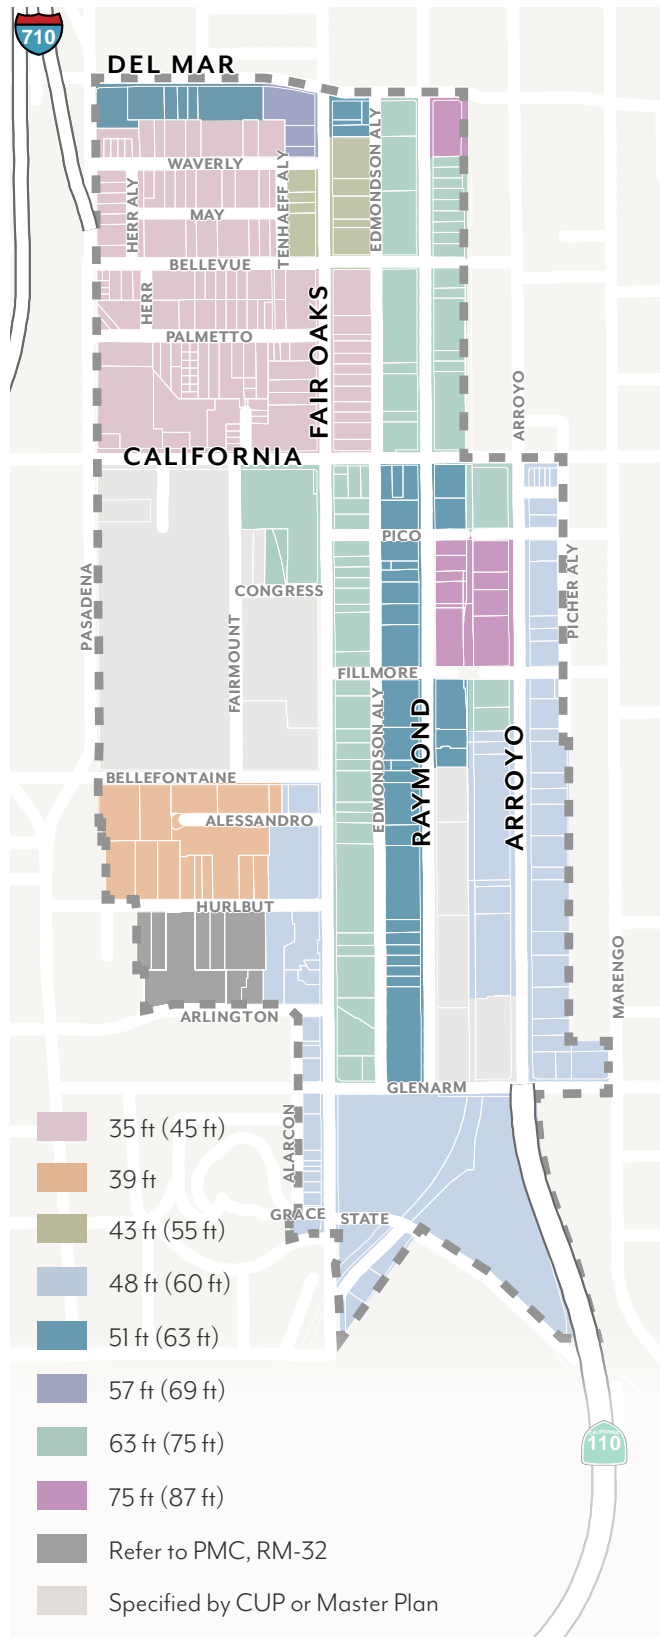 710
DEL MAR
WAVERLY
HERR ALY
TENHAEFF ALY
EDMONDSON ALY
MAY
BELLEVUE
HERR
FAIR OAKS
PALMETTO
ARROYO
CALIFORNIA
PICO
PASADENA
CONGRESS
PICHER ALY
FAIRMOUNT
FILLMORE
EDMONDSON ALY
RAYMOND
ARROYO
BELLEFONTAINE
ALESSANDRO
HURLBUT
MARENGO
ARLINGTON
GLENARM
ALARCON
GRACE
STATE
35 ft (45 ft)
39 ft
43 ft (55 ft)
48 ft (60 ft)
51 ft (63 ft)
57 ft (69 ft)
63 ft (75 ft)
CALIFORNIA
110
75 ft (87 ft)
Refer to PMC, RM-32
Specified by CUP or Master Plan